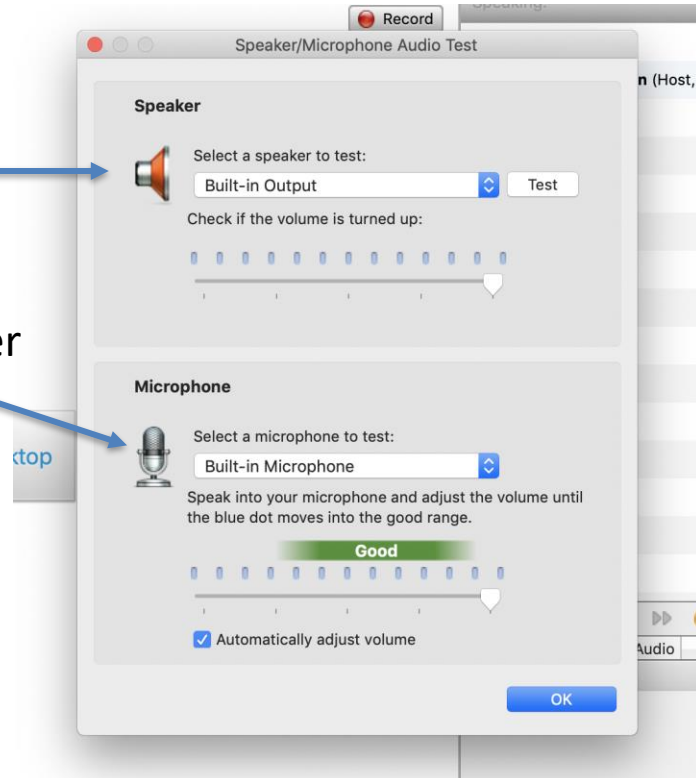 Record
Speaker/Microphone Audio Test
n (Host,
Speaker
Select a speaker to test:
Built-in Output
Test
Check if the volume is turned up:
er
Microphone
ktop
Select a microphone to test:
Built-in Microphone
Speak into your microphone and adjust the volume until
the blue dot moves into the good range.
Good
Automatically adjust volume
Audio
OK